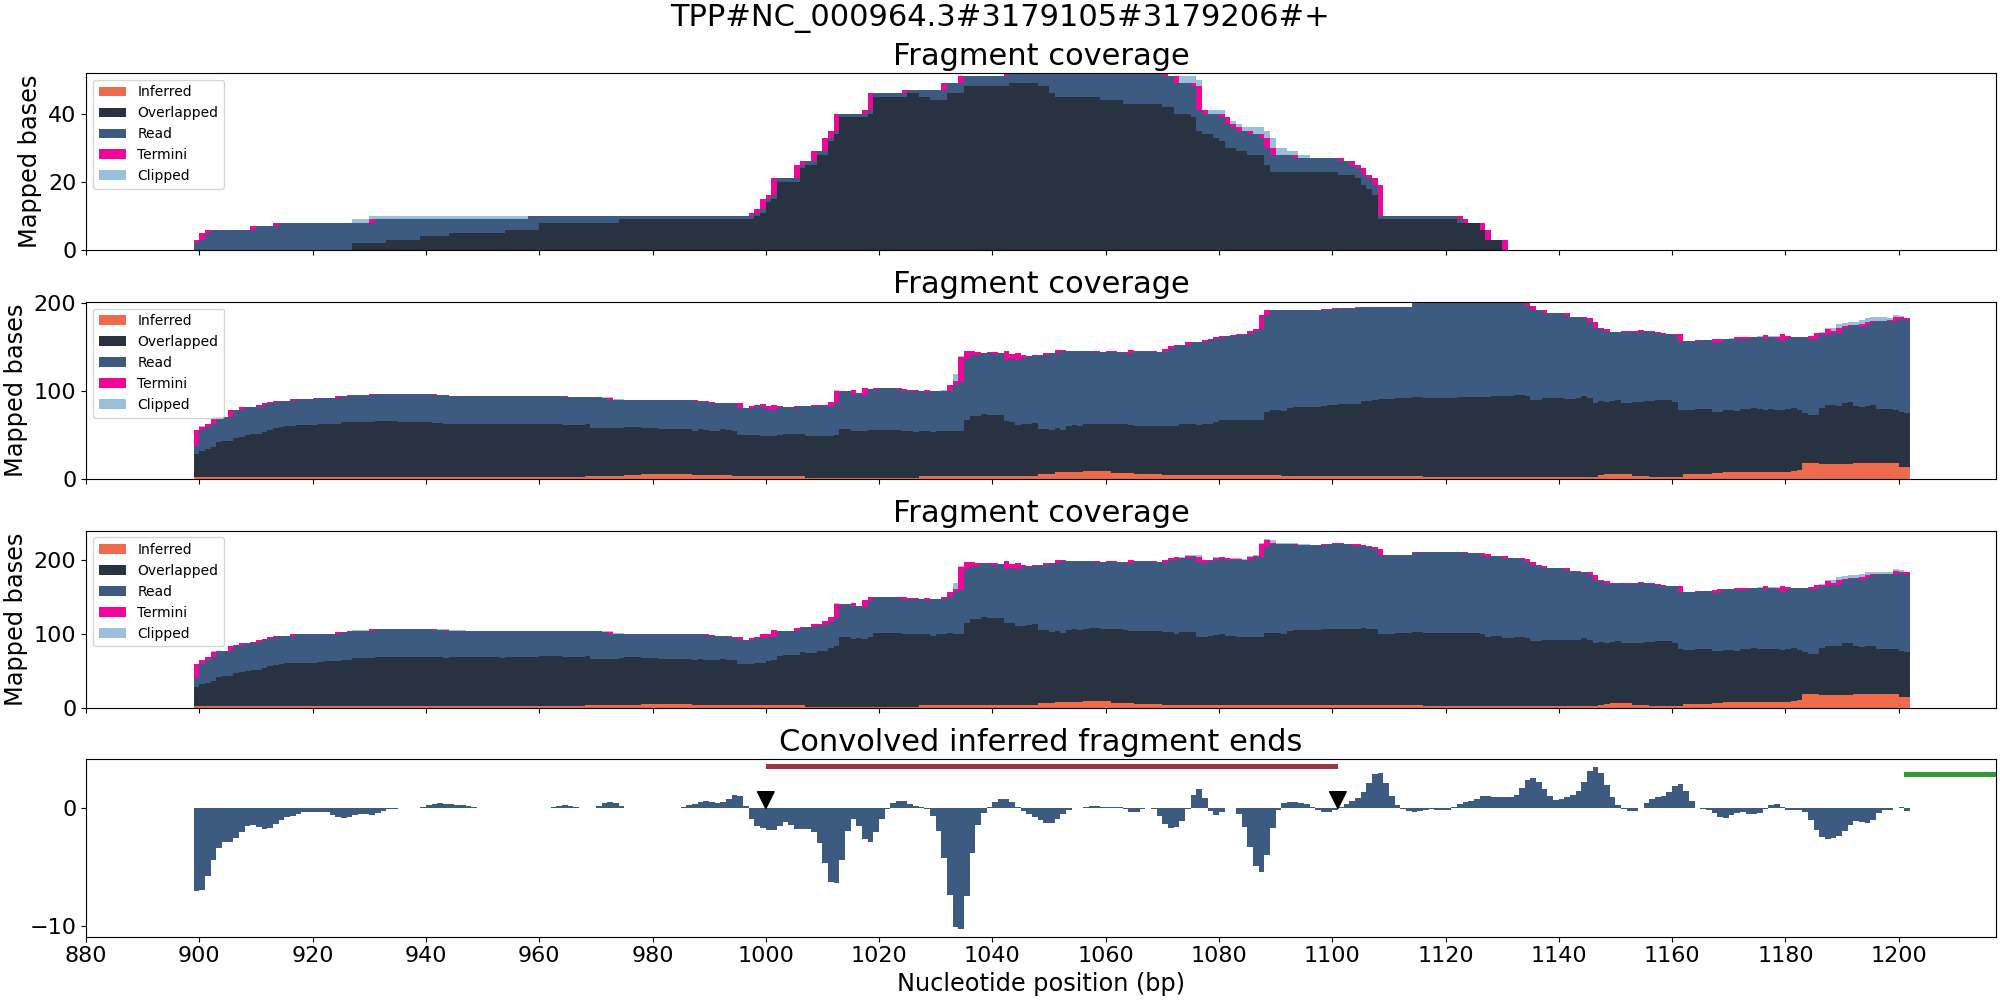 TPP#NC_000964.3#3179105#3179206#+
Fragment coverage
Mapped bases
40
20
0
Inferred
Overlapped
Read
Termini
Clipped
Fragment coverage
Mapped bases
200
100
0
Inferred
Overlapped
Read
Termini
Clipped
Fragment coverage
Mapped bases
200
100
0
Inferred
Overlapped
Read
Termini
Clipped
Convolved inferred fragment ends
0
−10
880 900 920 940 960 980 1000 1020 1040 1060 1080 1100 1120 1140 1160 1180 1200
Nucleotide position (bp)